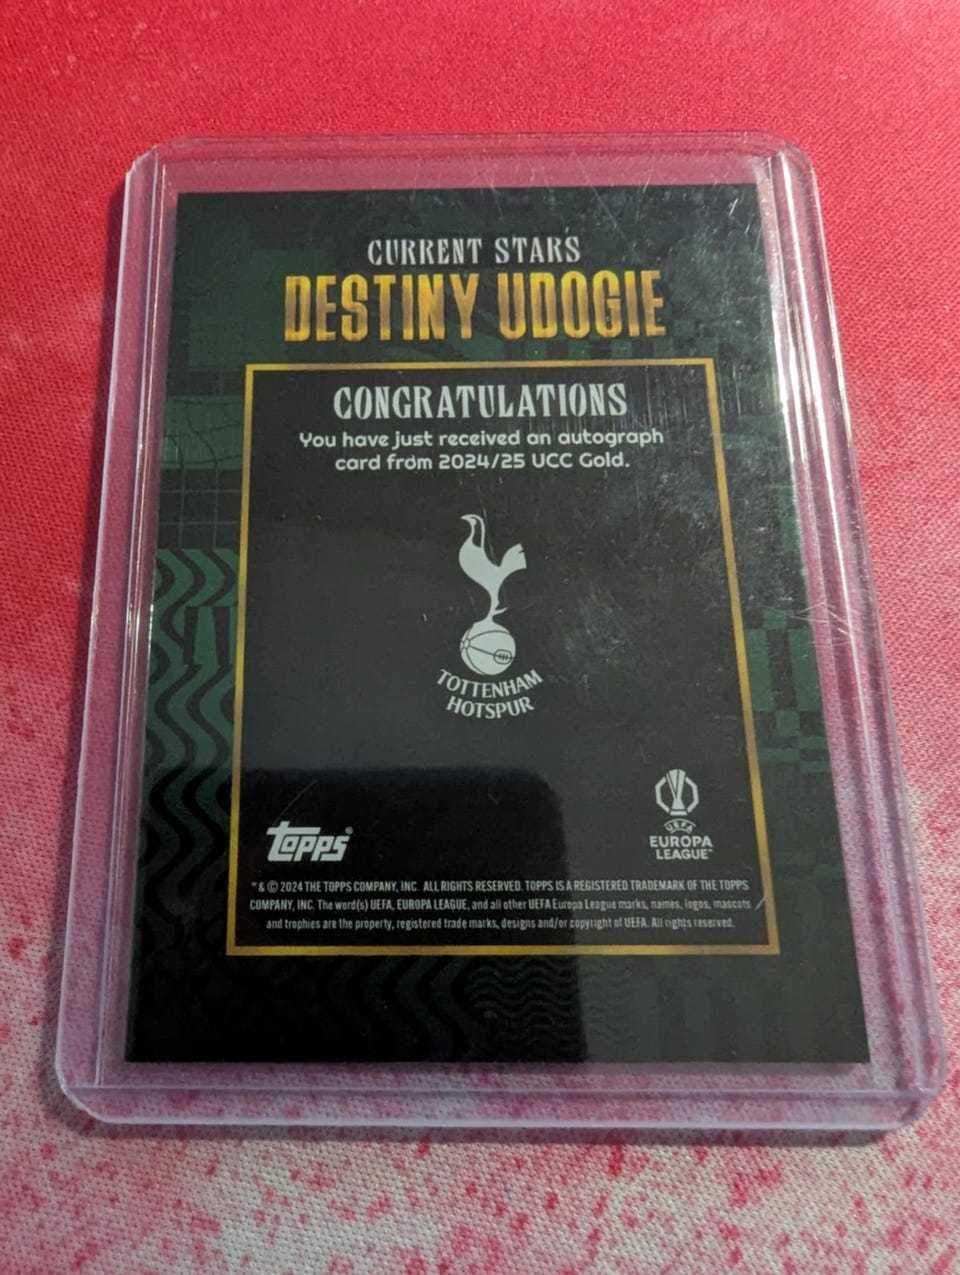 CURRENT STARS
DESTINY UDOGIE
CONGRATULATIONS
You have just received an autograph
card from 2024/25 UCC Gold.
TOTTENHAM
HOTSPUR
topps®
UEFA
EUROPA
LEAGUE™
® & © 2024 THE TOPPS COMPANY, INC. ALL RIGHTS RESERVED. TOPPS IS A REGISTERED TRADEMARK OF THE TOPPS
COMPANY, INC. The word(s) UEFA, EUROPA LEAGUE, and all other UEFA Europa League marks, names, logos, mascots
and trophies are the property, registered trade marks, designs and/or copyright of UEFA. All rights reserved.